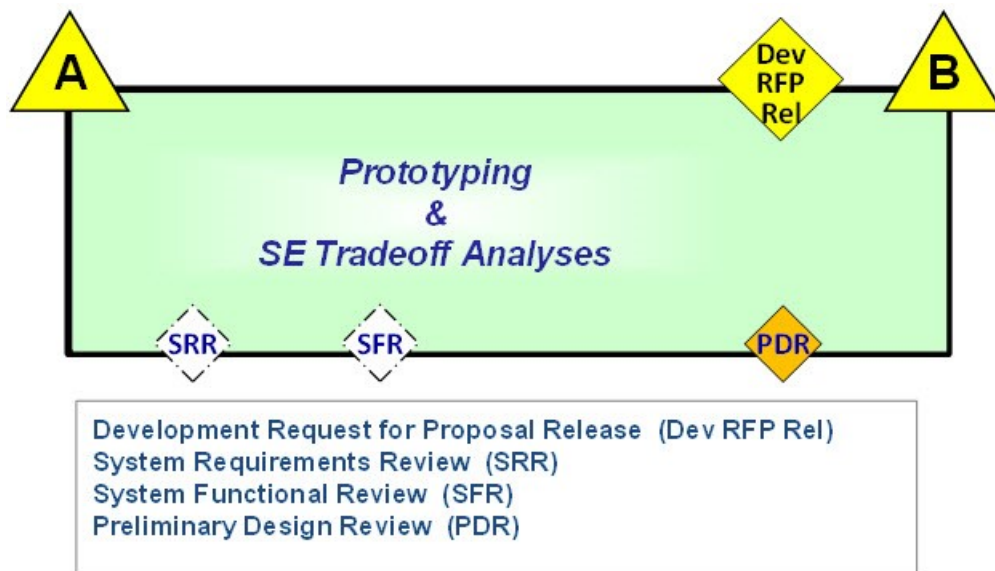 A
B
Dev
RFP
Rel
Prototyping
&
SE Tradeoff Analyses
SRR
SFR
PDR
Development Request for Proposal Release (Dev RFP Rel)
System Requirements Review (SRR)
System Functional Review (SFR)
Preliminary Design Review (PDR)